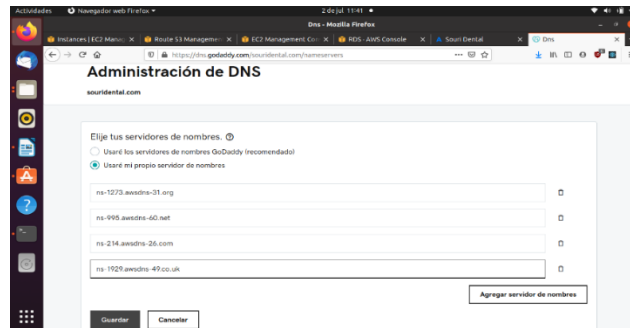 Actividades Navegador web Firefox 2 de jul 11:41
Dns - Mozilla Firefox
Instances | EC2 Manag Route 53 Managemen EC2 Management Con RDS - AWS Console Souri Dental Dns
https://dns.godaddy.com/souridental.com/nameservers
Administración de DNS
souridental.com
Elije tus servidores de nombres.
Usaré los servidores de nombres GoDaddy (recomendado)
Usaré mi propio servidor de nombres
ns-1273.awsdns-31.org
ns-995.awsdns-60.net
ns-214.awsdns-26.com
ns-1929.awsdns-49.co.uk
Agregar servidor de nombres
Guardar Cancelar